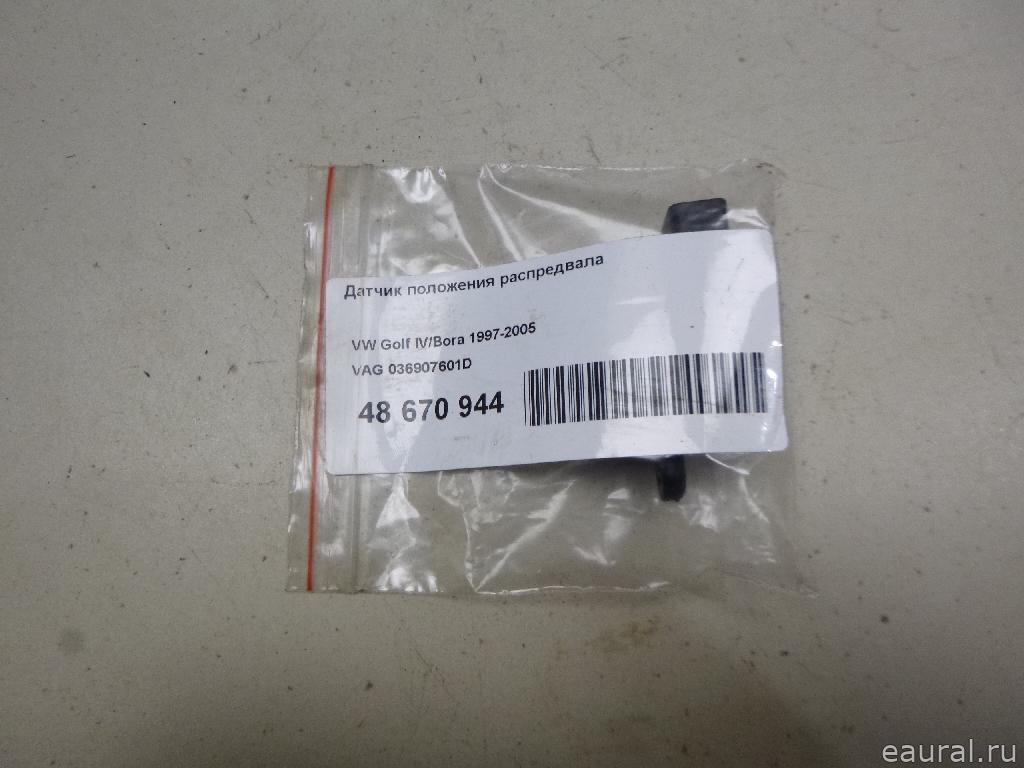 Датчик положения распредвала
VW Golf IV/Bora 1997-2005
VAG 036907601D
48 670 944
eaural.ru